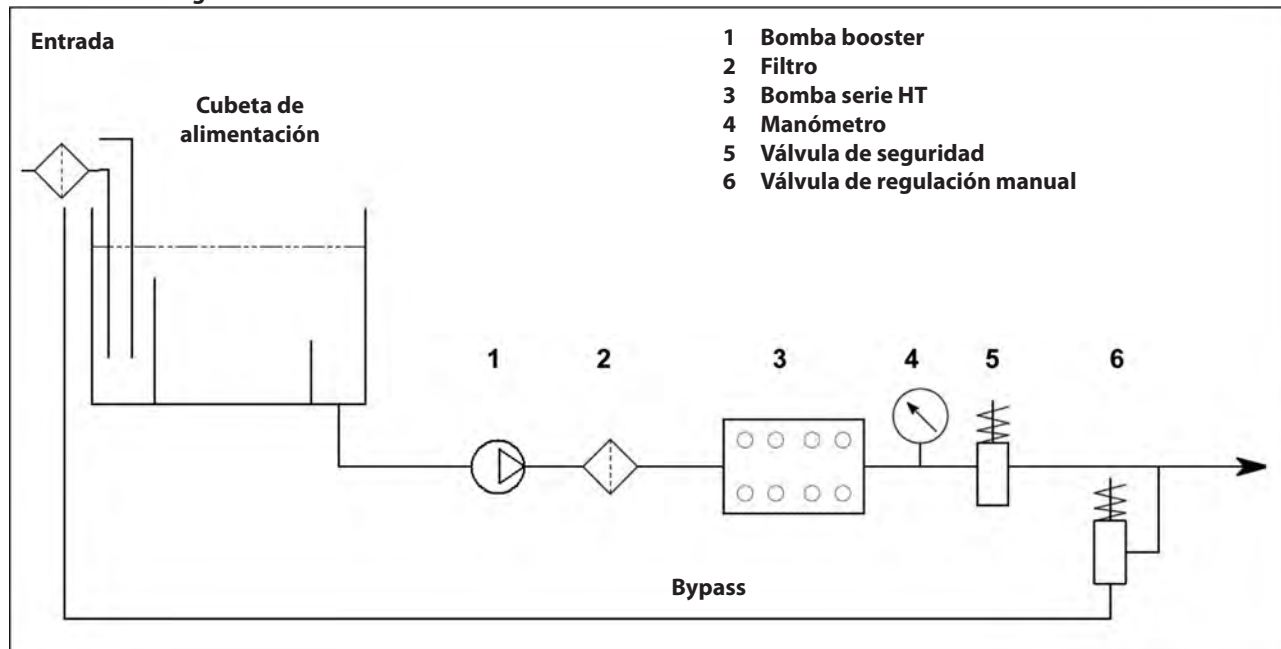 Entrada
Cubeta de
alimentación
1 Bomba booster
2 Filtro
3 Bomba serie HT
4 Manómetro
5 Válvula de seguridad
6 Válvula de regulación manual
1 2 3 4 5 6
Bypass